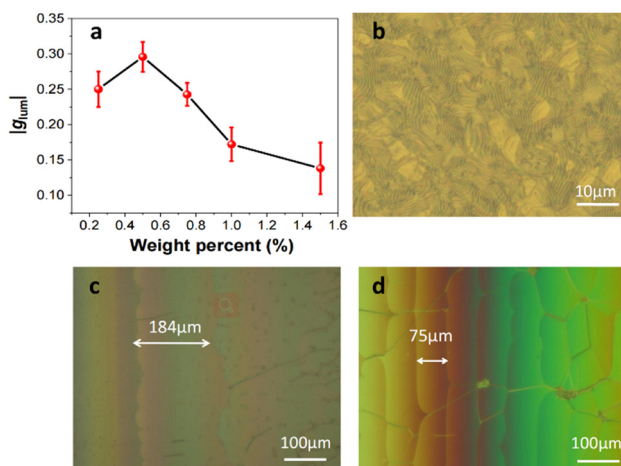 a
|glum|
0.35
0.30
0.25
0.20
0.15
0.10
0.2 0.4 0.6 0.8 1.0 1.2 1.4 1.6
Weight percent (%)
b
10μm
c
184μm
100μm
d
75μm
100μm